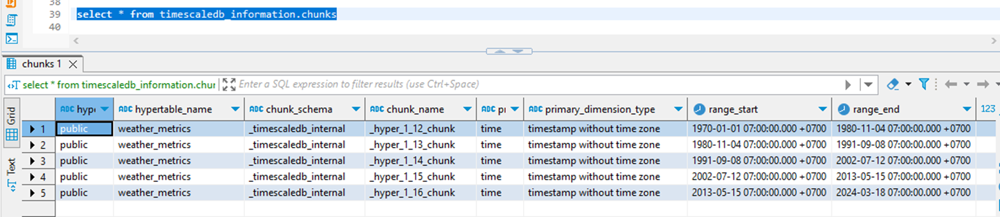 38
39 select * from timescaledb_information.chunks
40
chunks 1
select * from timescaledb_information.chur Enter a SQL expression to filter results (use Ctrl+Space)
Grid
Text
ABC hype ABC hypertable_name ABC chunk_schema ABC chunk_name ABC pr ABC primary_dimension_type range_start range_end 123
1 public weather_metrics _timescaledb_internal _hyper_1_12_chunk time timestamp without time zone 1970-01-01 07:00:00.000 +0700 1980-11-04 07:00:00.000 +0700
2 public weather_metrics _timescaledb_internal _hyper_1_13_chunk time timestamp without time zone 1980-11-04 07:00:00.000 +0700 1991-09-08 07:00:00.000 +0700
3 public weather_metrics _timescaledb_internal _hyper_1_14_chunk time timestamp without time zone 1991-09-08 07:00:00.000 +0700 2002-07-12 07:00:00.000 +0700
4 public weather_metrics _timescaledb_internal _hyper_1_15_chunk time timestamp without time zone 2002-07-12 07:00:00.000 +0700 2013-05-15 07:00:00.000 +0700
5 public weather_metrics _timescaledb_internal _hyper_1_16_chunk time timestamp without time zone 2013-05-15 07:00:00.000 +0700 2024-03-18 07:00:00.000 +0700